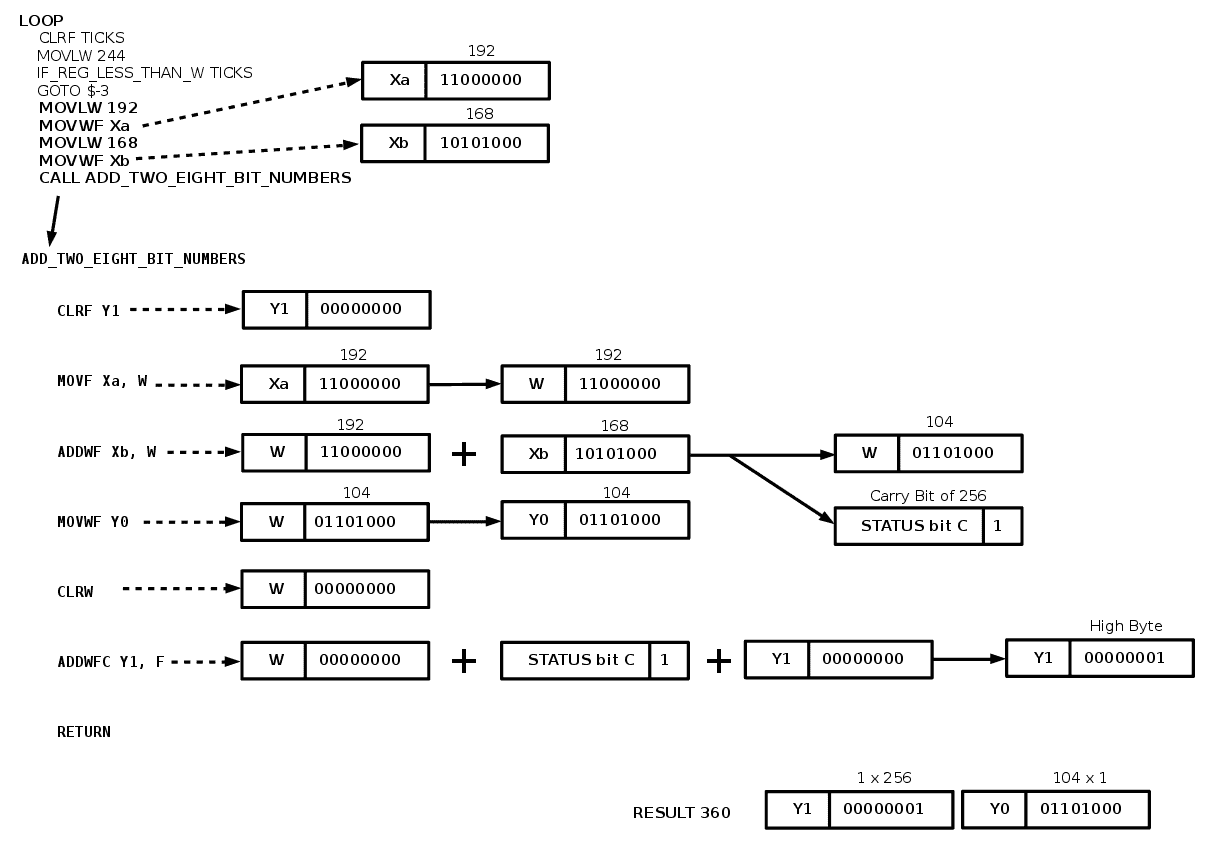 LOOP
CLRF TICKS
MOVLW 244
IF_REG_LESS_THAN_W TICKS
GOTO $-3
MOVLW 192
MOVWF Xa
MOVLW 168
MOVWF Xb
CALL ADD_TWO_EIGHT_BIT_NUMBERS
192
Xa 11000000
168
Xb 10101000
ADD_TWO_EIGHT_BIT_NUMBERS
CLRF Y1 Y1 00000000
192 192
MOVF Xa, W Xa 11000000 W 11000000
192 168 104
ADDWF Xb, W W 11000000 + Xb 10101000 W 01101000
Carry Bit of 256
STATUS bit C 1
104 104
MOVWF Y0 W 01101000 Y0 01101000
CLRW W 00000000
High Byte
ADDWFC Y1, F W 00000000 + STATUS bit C 1 + Y1 00000000 Y1 00000001
RETURN
1 x 256 104 x 1
RESULT 360 Y1 00000001 Y0 01101000